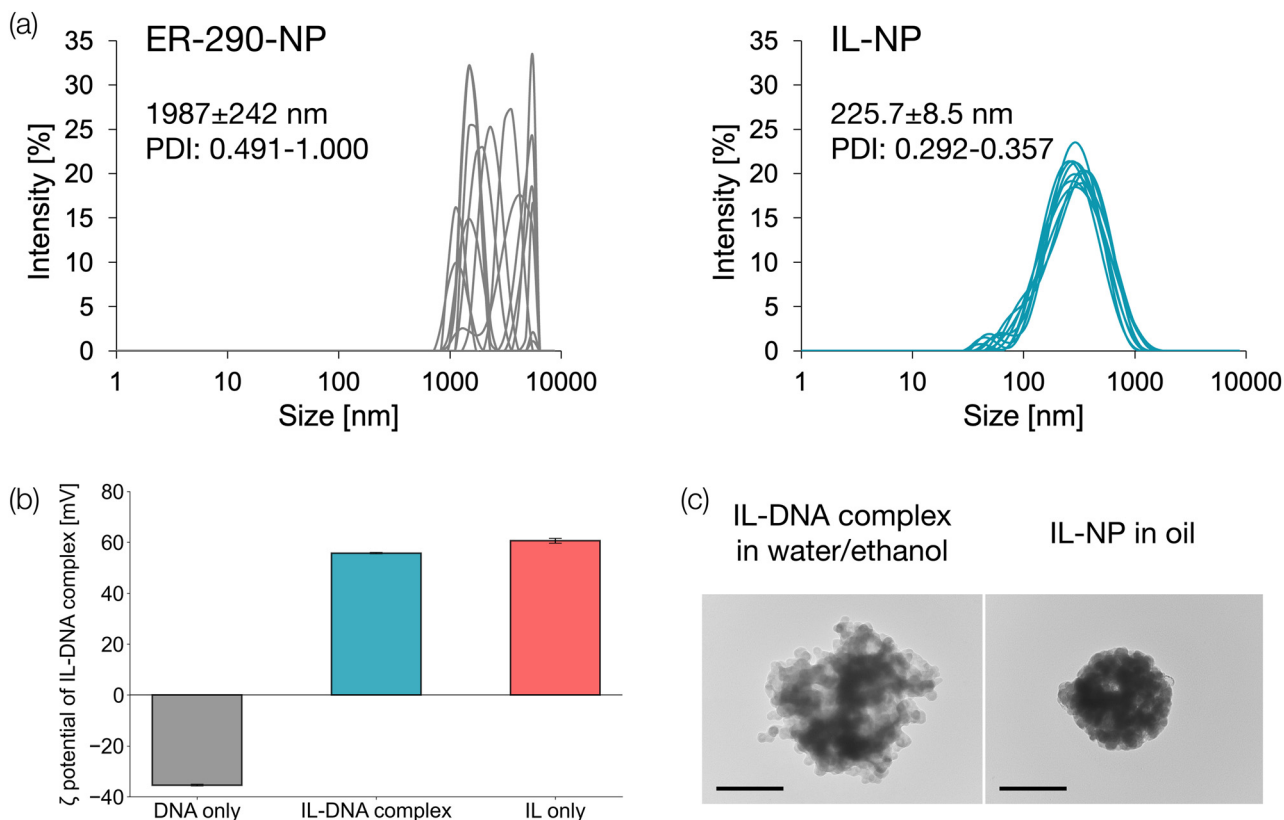 (a)
ER-290-NP
1987±242 nm
PDI: 0.491-1.000
35
30
25
20
15
10
5
0
Intensity [%]
1 10 100 1000 10000
Size [nm]
IL-NP
225.7±8.5 nm
PDI: 0.292-0.357
35
30
25
20
15
10
5
0
Intensity [%]
1 10 100 1000 10000
Size [nm]
(b)
ζ potential of IL-DNA complex [mV]
80
60
40
20
0
−20
−40
DNA only IL-DNA complex IL only
(c)
IL-DNA complex
in water/ethanol
IL-NP in oil